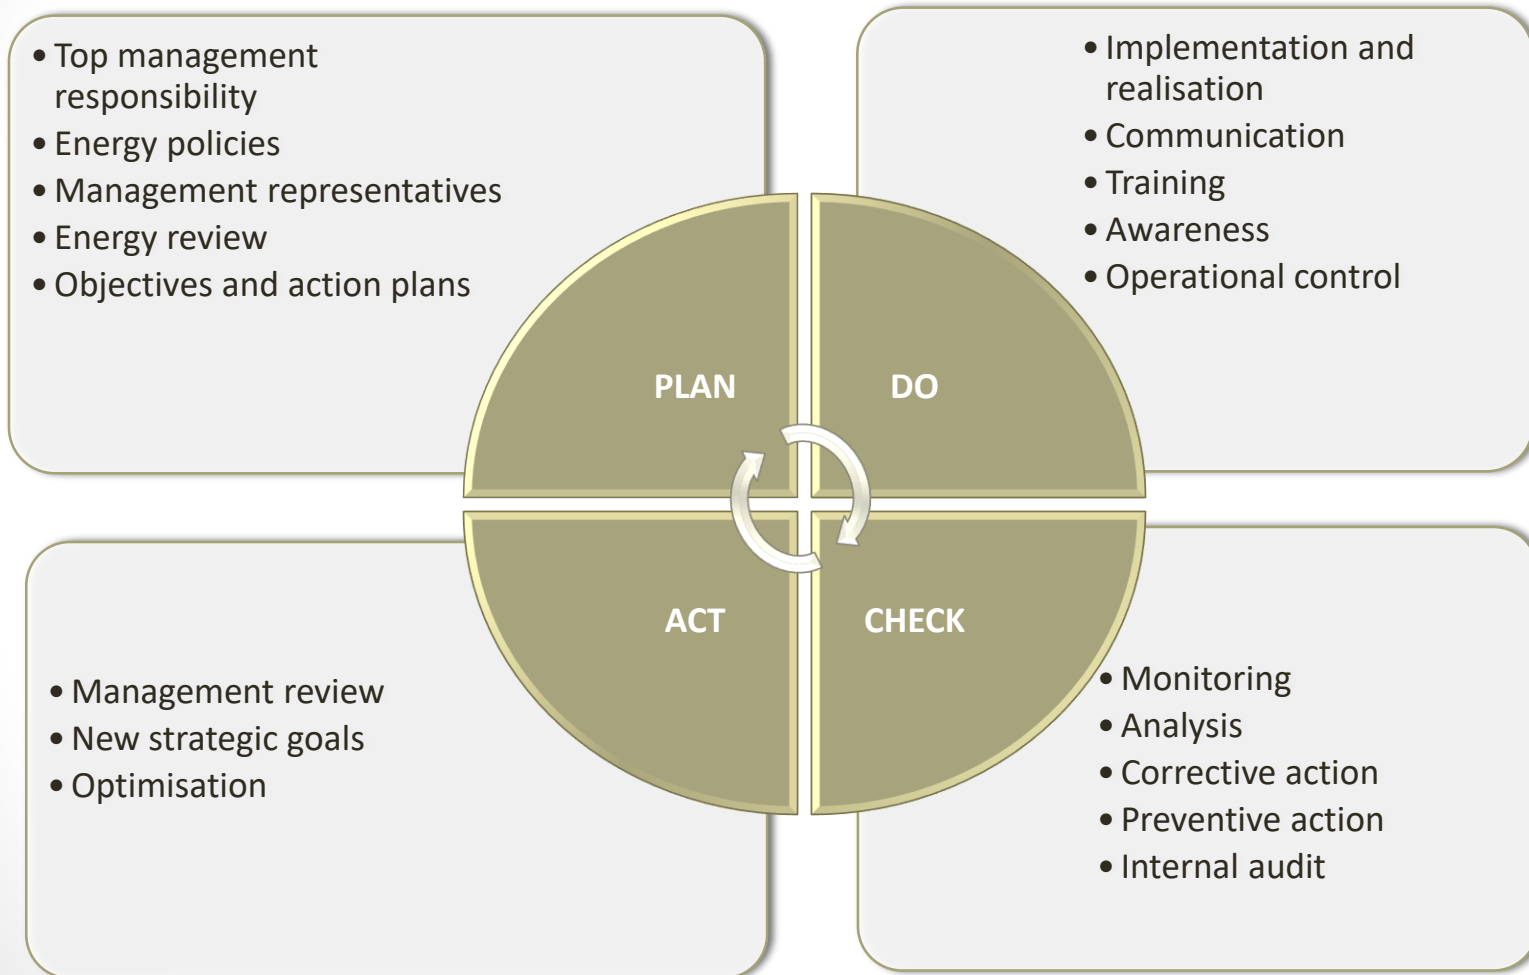 • Top management
responsibility
• Energy policies
• Management representatives
• Energy review
• Objectives and action plans
• Implementation and
realisation
• Communication
• Training
• Awareness
• Operational control
PLAN
DO
ACT
CHECK
• Management review
• New strategic goals
• Optimisation
• Monitoring
• Analysis
• Corrective action
• Preventive action
• Internal audit